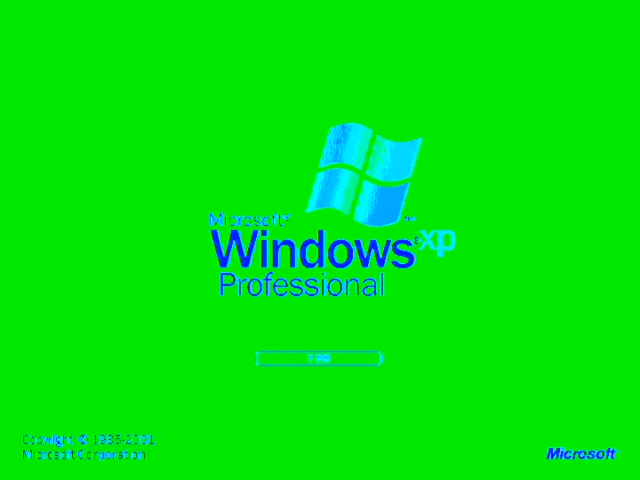 Microsoft®
Windows® xp
Professional
Copyright © 1985-2001
Microsoft Corporation
Microsoft